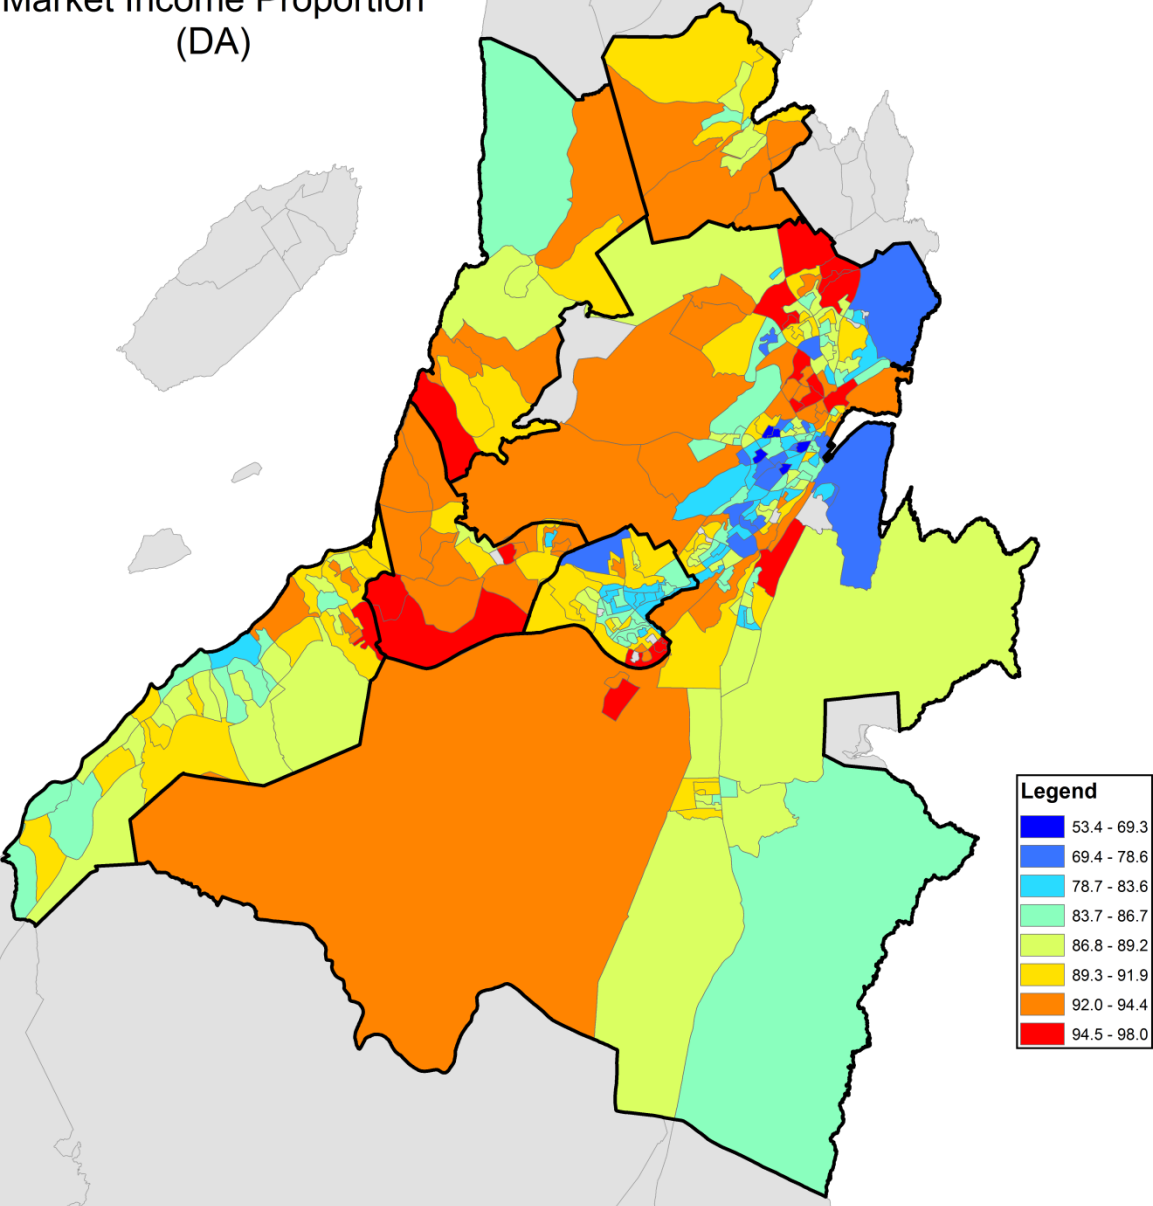 Market Income Proportion
(DA)
Legend
53.4 - 69.3
69.4 - 78.6
78.7 - 83.6
83.7 - 86.7
86.8 - 89.2
89.3 - 91.9
92.0 - 94.4
94.5 - 98.0